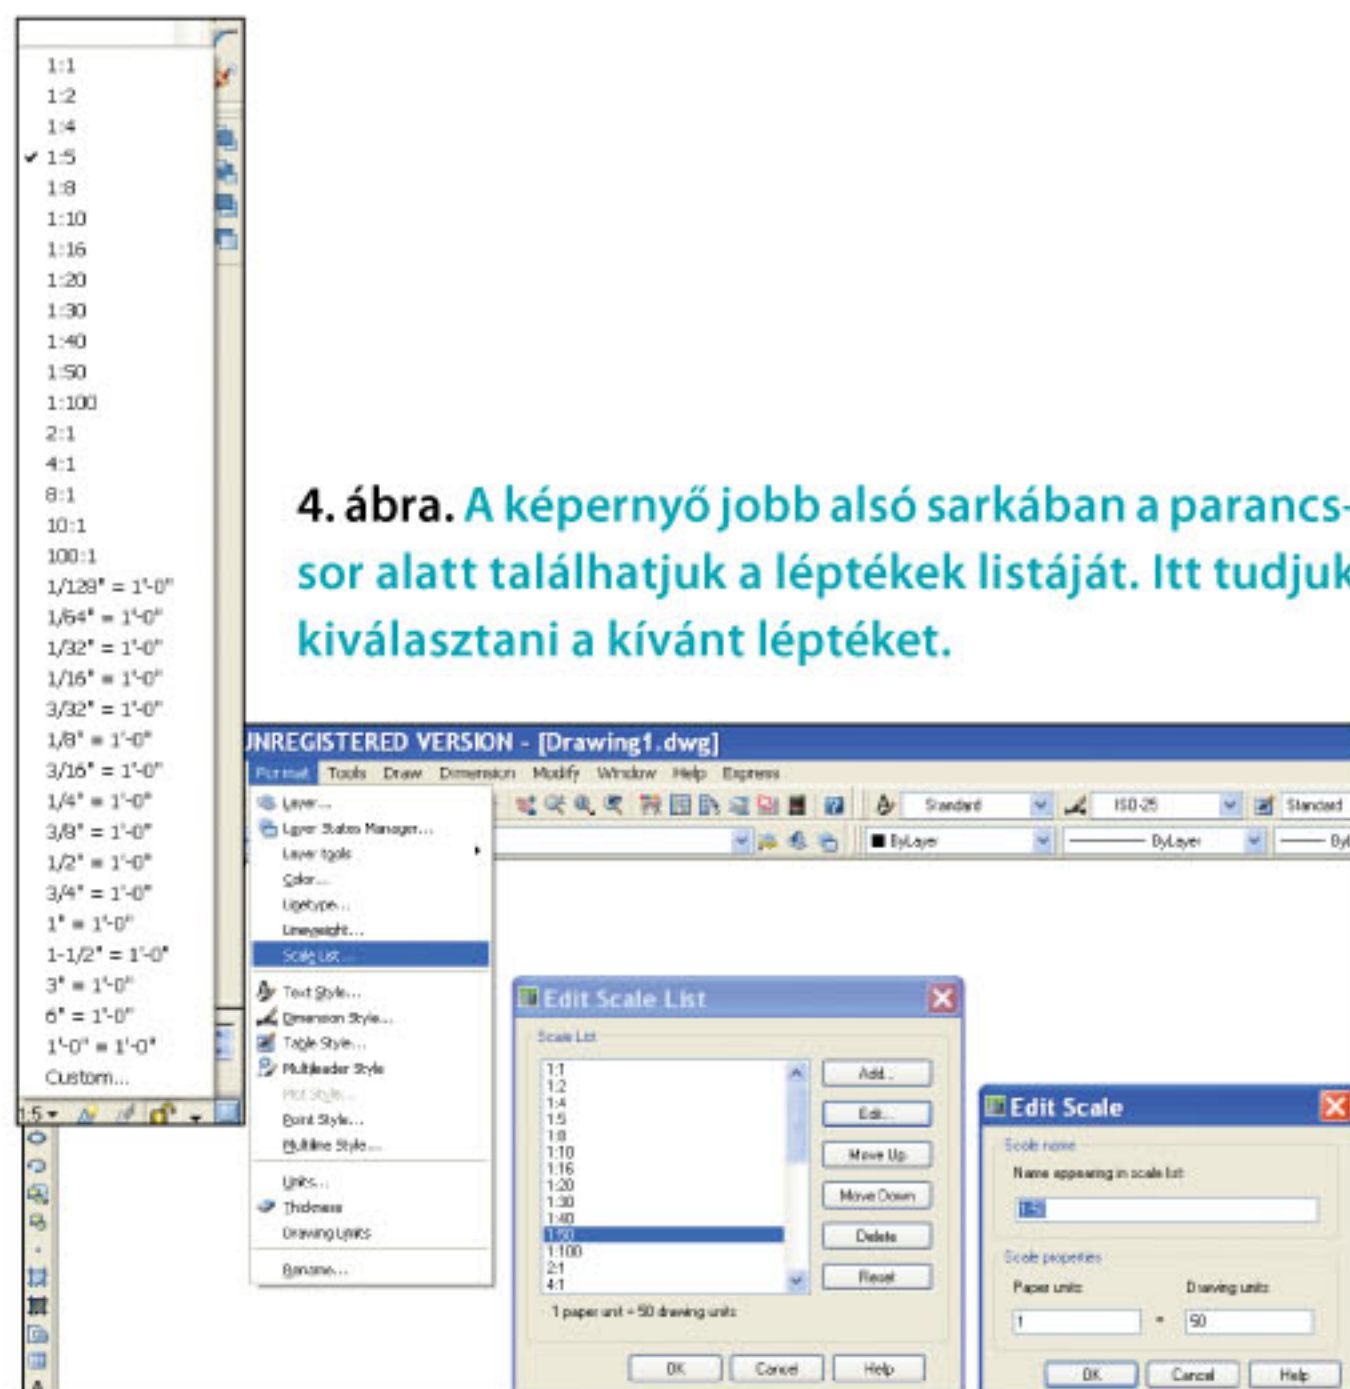 1:1
1:2
1:4
1:5
1:8
1:10
1:16
1:20
1:30
1:40
1:50
1:100
2:1
4:1
8:1
10:1
100:1
1/128" = 1'-0"
1/64" = 1'-0"
1/32" = 1'-0"
1/16" = 1'-0"
3/32" = 1'-0"
1/8" = 1'-0"
3/16" = 1'-0"
1/4" = 1'-0"
3/8" = 1'-0"
1/2" = 1'-0"
3/4" = 1'-0"
1" = 1'-0"
1-1/2" = 1'-0"
3" = 1'-0"
6" = 1'-0"
1'-0" = 1'-0"
Custom...
1:5
4. ábra. A képernyő jobb alsó sarkában a parancs-
sor alatt találhatjuk a léptékek listáját. Itt tudjuk
kiválasztani a kívánt léptéket.
UNREGISTERED VERSION - [Drawing1.dwg]
Format Tools Draw Dimension Modify Window Help Express
Standard ISO-25 Standard
ByLayer ByLayer
Layer...
Layer States Manager...
Layer tools
Color...
Linetype...
Lineweight...
Scale List...
Text Style...
Dimension Style...
Table Style...
Multileader Style
Plot Style...
Point Style...
Multiline Style...
Units...
Thickness
Drawing Limits
Rename...
Edit Scale List
Scale List
1:1
1:2
1:4
1:5
1:8
1:10
1:16
1:20
1:30
1:40
1:50
1:100
2:1
4:1
Add...
Edit...
Move Up
Move Down
Delete
Reset
1 paper unit = 50 drawing units
OK Cancel Help
Edit Scale
Scale name
Name appearing in scale list:
1:50
Scale properties
Paper units Drawing units
1 = 50
OK Cancel Help